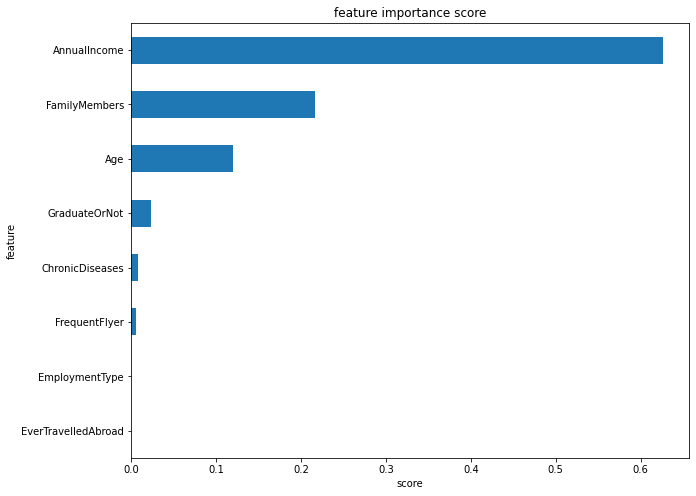 feature importance score
AnnualIncome
FamilyMembers
Age
GraduateOrNot
ChronicDiseases
FrequentFlyer
EmploymentType
EverTravelledAbroad
feature
0.0 0.1 0.2 0.3 0.4 0.5 0.6
score